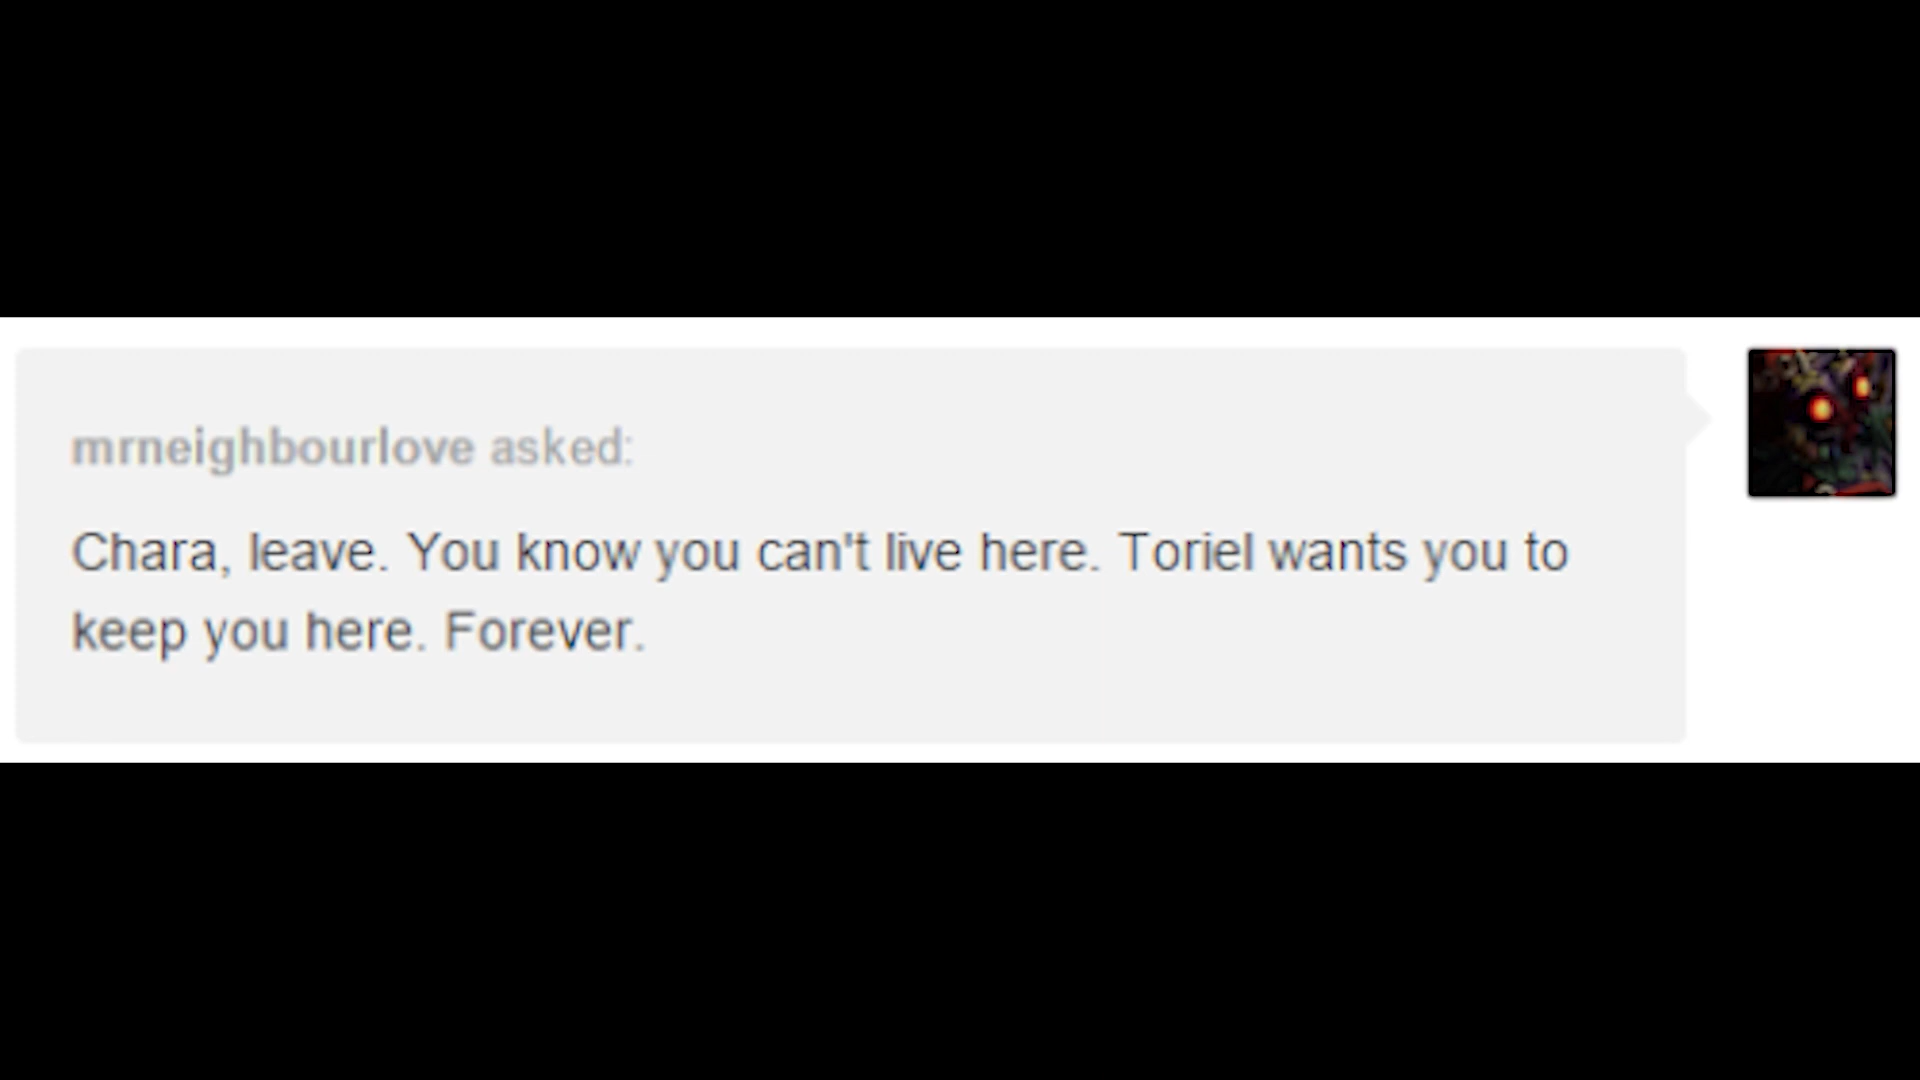 mrneighbourlove asked:
Chara, leave. You know you can't live here. Toriel wants you to
keep you here. Forever.